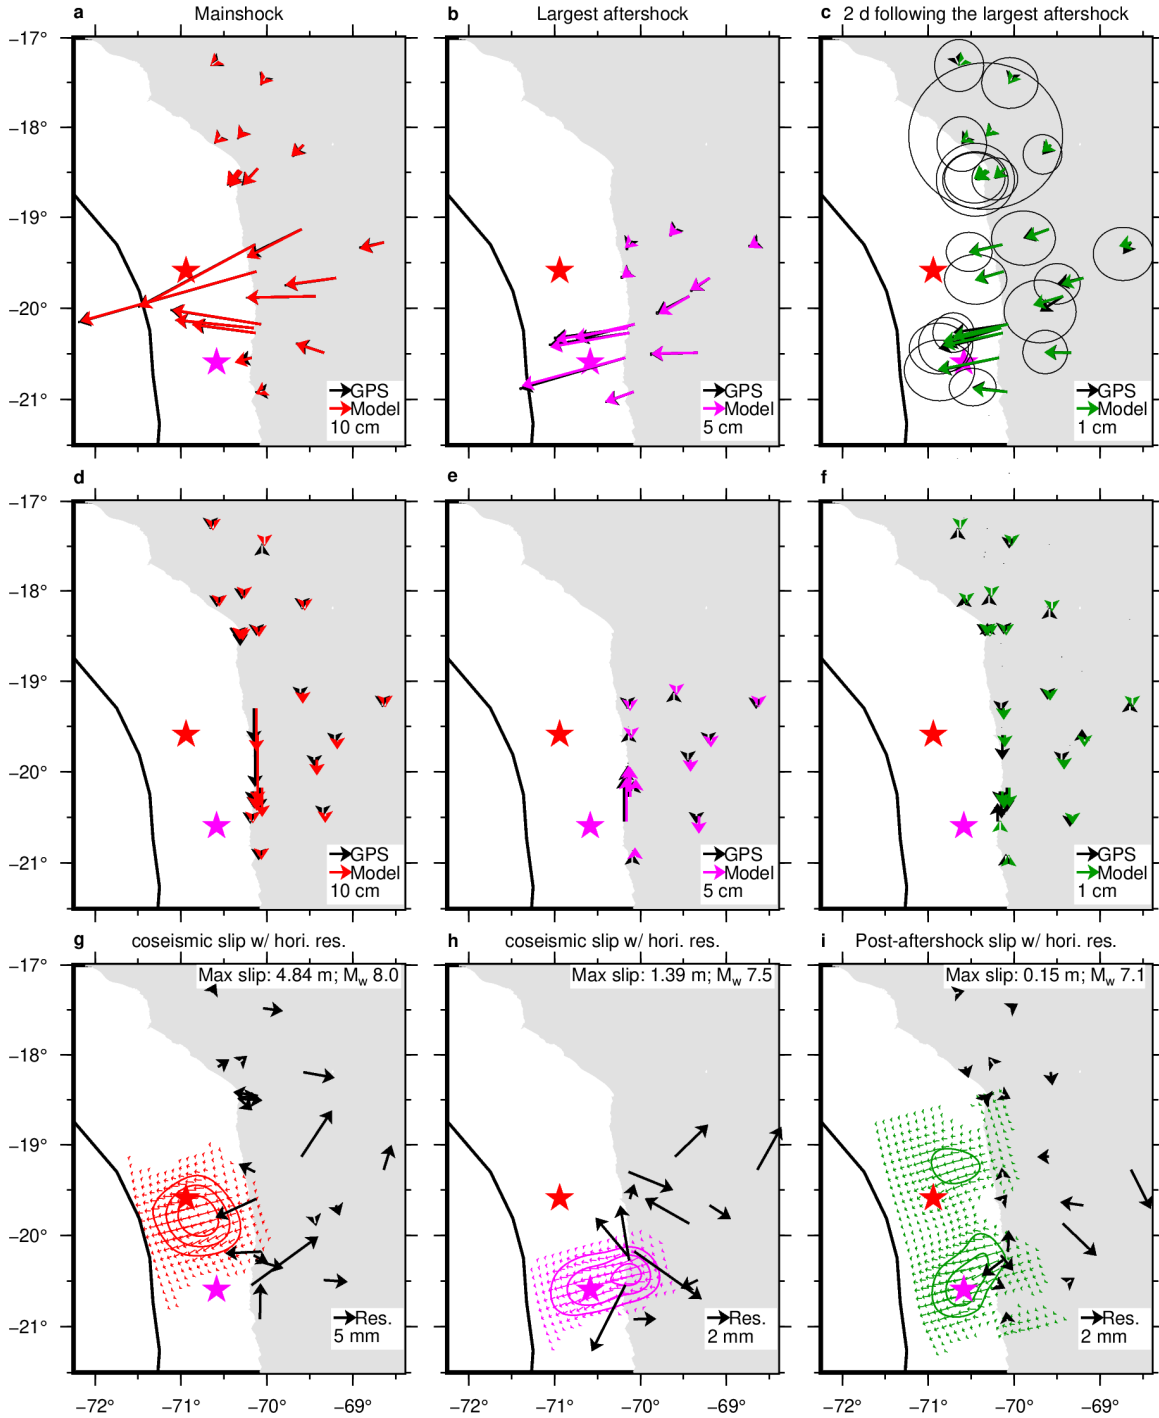 a Mainshock
b Largest aftershock
c 2 d following the largest aftershock
−17°
−18°
−19°
−20°
−21°
GPS
Model
10 cm
GPS
Model
5 cm
GPS
Model
1 cm
d
e
f
−17°
−18°
−19°
−20°
−21°
GPS
Model
10 cm
GPS
Model
5 cm
GPS
Model
1 cm
g coseismic slip w/ hori. res.
h coseismic slip w/ hori. res.
i Post-aftershock slip w/ hori. res.
Max slip: 4.84 m; Mw 8.0
Max slip: 1.39 m; Mw 7.5
Max slip: 0.15 m; Mw 7.1
−17°
−18°
−19°
−20°
−21°
Res.
5 mm
Res.
2 mm
Res.
2 mm
−72° −71° −70° −69°
−72° −71° −70° −69°
−72° −71° −70° −69°